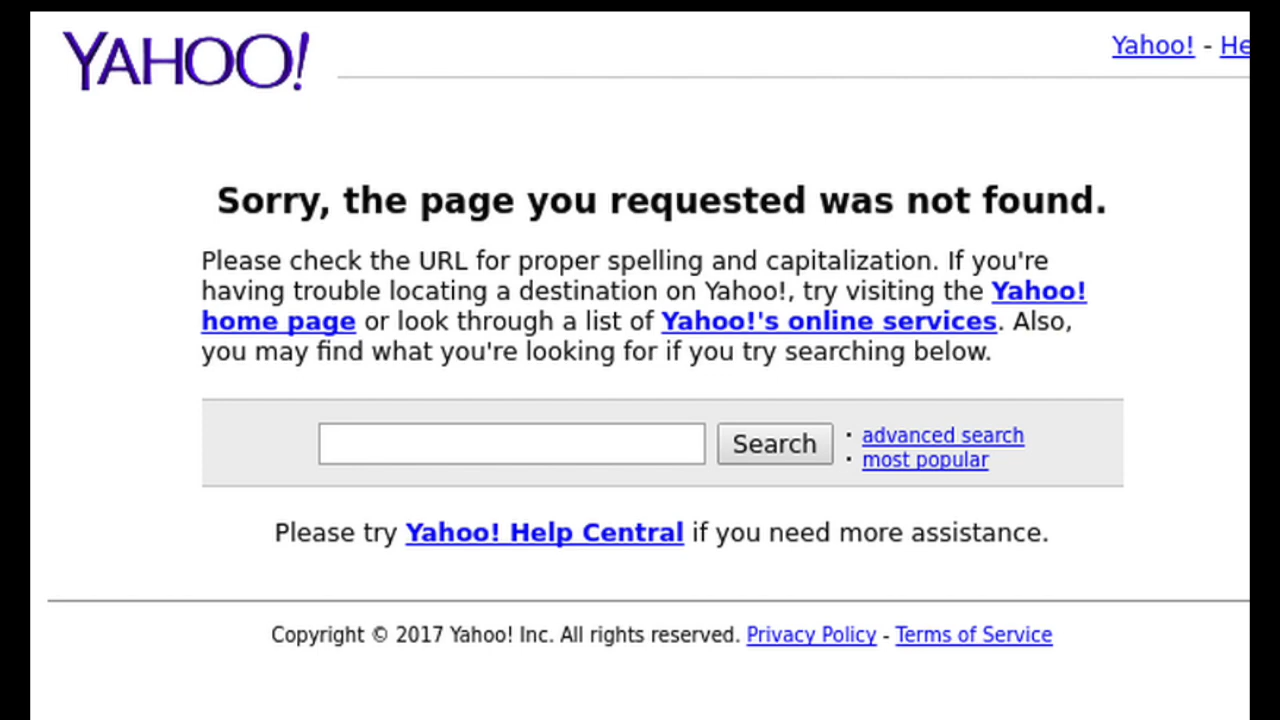 YAHOO!
Yahoo! - He
Sorry, the page you requested was not found.
Please check the URL for proper spelling and capitalization. If you're
having trouble locating a destination on Yahoo!, try visiting the Yahoo!
home page or look through a list of Yahoo!'s online services. Also,
you may find what you're looking for if you try searching below.
Search
· advanced search
· most popular
Please try Yahoo! Help Central if you need more assistance.
Copyright © 2017 Yahoo! Inc. All rights reserved. Privacy Policy - Terms of Service